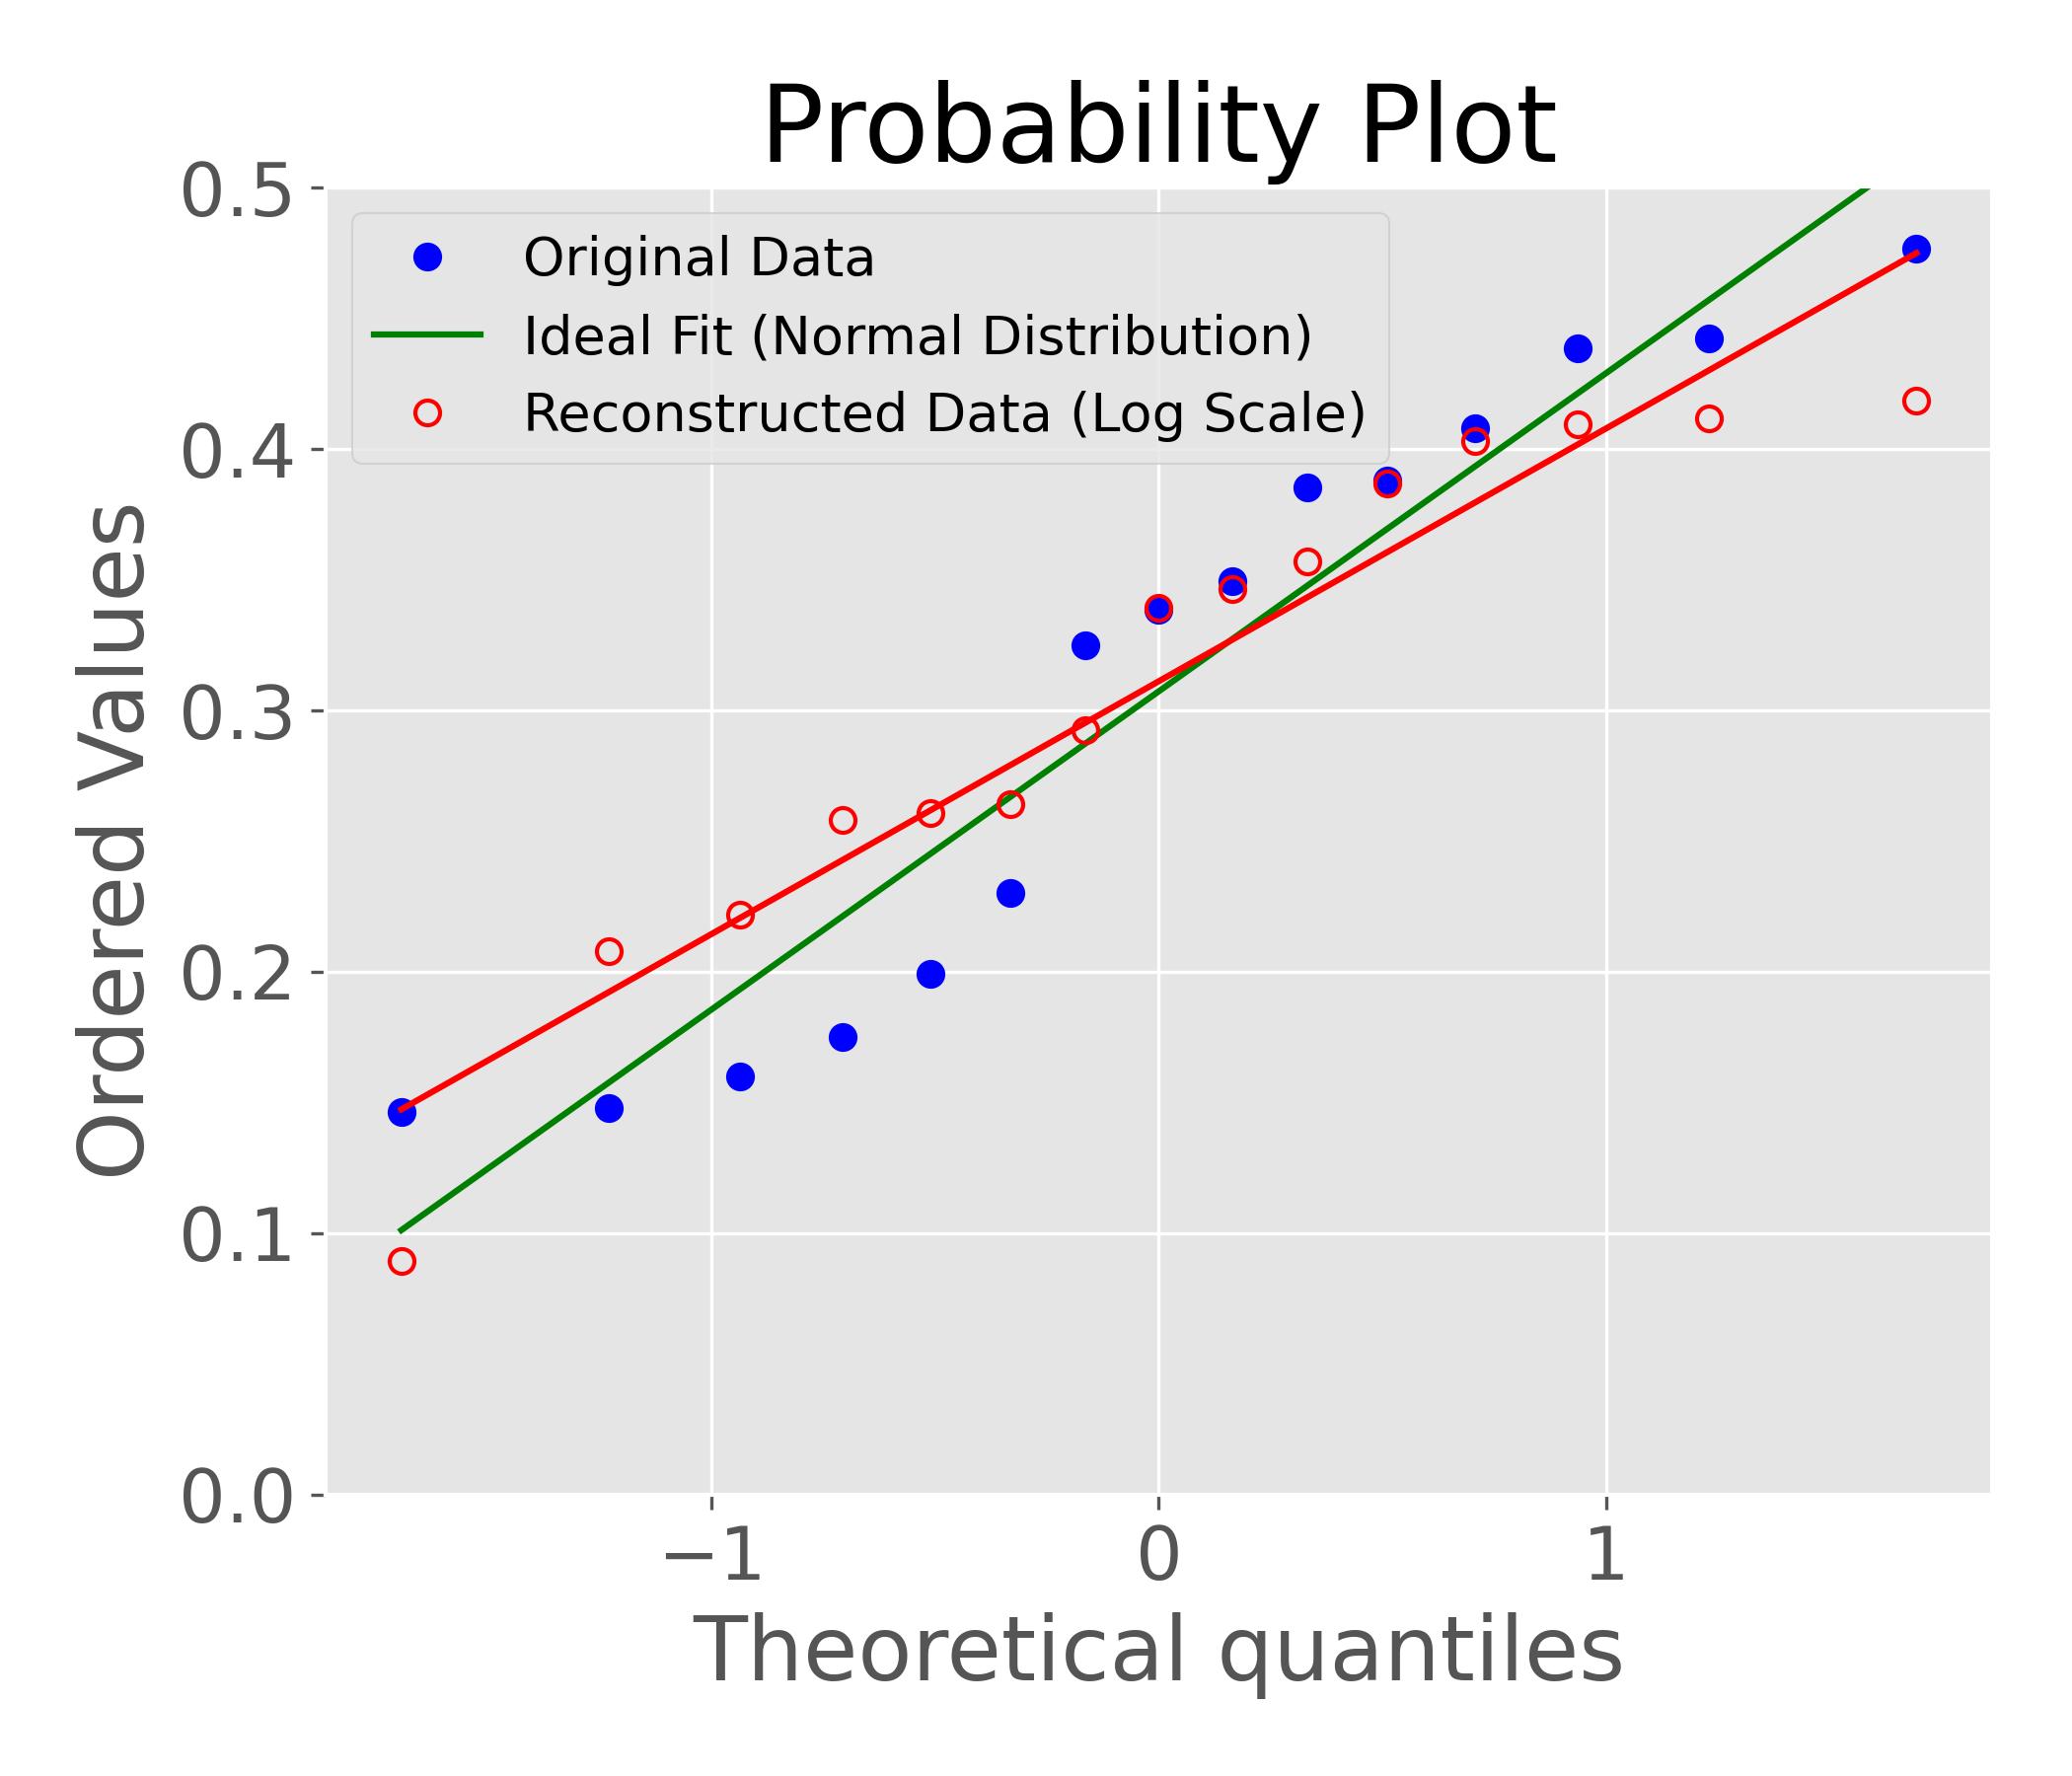 Probability Plot
0.5
0.4
0.3
0.2
0.1
0.0
Ordered Values
Original Data
Ideal Fit (Normal Distribution)
Reconstructed Data (Log Scale)
−1 0 1
Theoretical quantiles